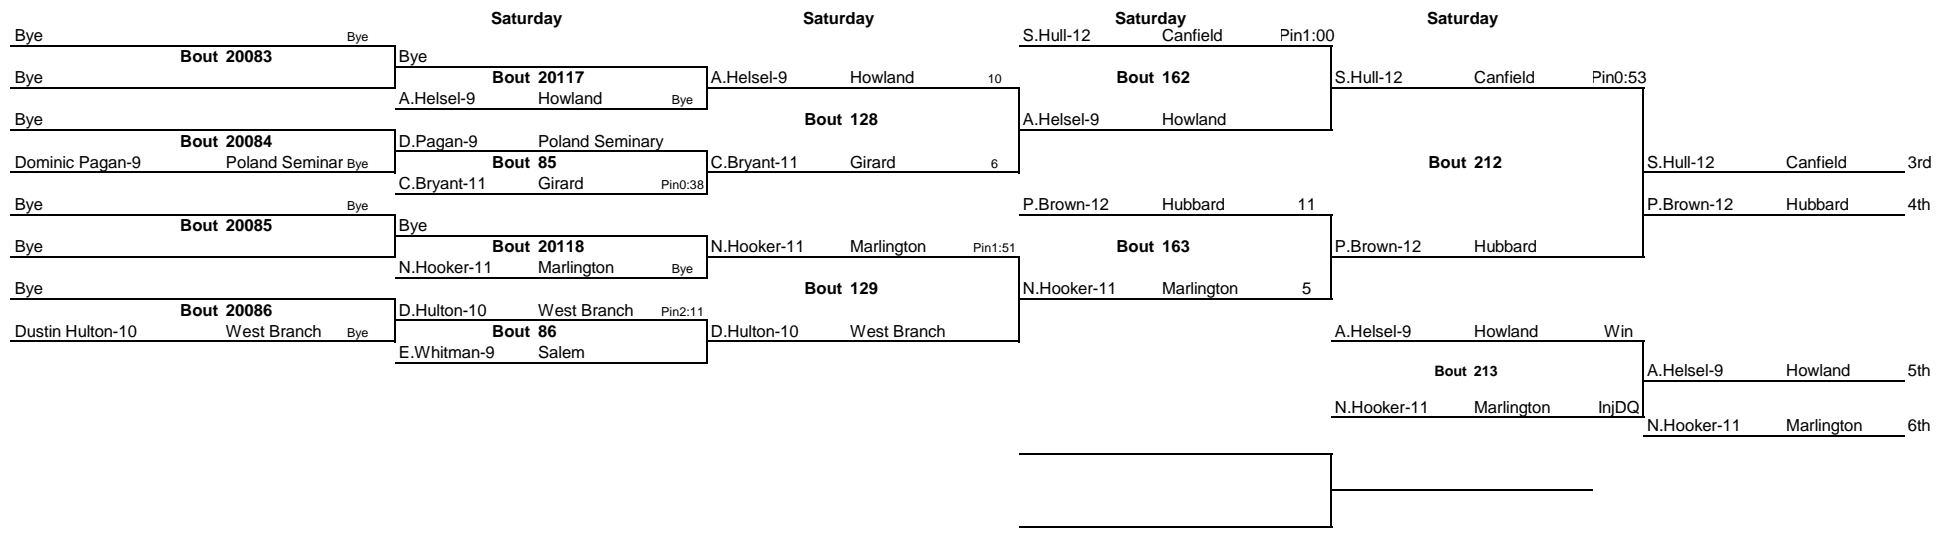 Saturday Saturday Saturday Saturday
Bye Bye S.Hull-12 Canfield Pin1:00
Bout 20083 Bye
Bye Bout 20117 A.Helsel-9 Howland 10 Bout 162 S.Hull-12 Canfield Pin0:53
A.Helsel-9 Howland Bye
Bye Bout 128 A.Helsel-9 Howland
Bout 20084 D.Pagan-9 Poland Seminary
Dominic Pagan-9 Poland Seminar Bye Bout 85 C.Bryant-11 Girard 6 Bout 212 S.Hull-12 Canfield 3rd
C.Bryant-11 Girard Pin0:38
Bye Bye P.Brown-12 Hubbard 11 P.Brown-12 Hubbard 4th
Bout 20085 Bye
Bye Bout 20118 N.Hooker-11 Marlington Pin1:51 Bout 163 P.Brown-12 Hubbard
N.Hooker-11 Marlington Bye
Bye Bout 129 N.Hooker-11 Marlington 5
Bout 20086 D.Hulton-10 West Branch Pin2:11
Dustin Hulton-10 West Branch Bye Bout 86 D.Hulton-10 West Branch A.Helsel-9 Howland Win
E.Whitman-9 Salem
Bout 213 A.Helsel-9 Howland 5th
N.Hooker-11 Marlington InjDQ
N.Hooker-11 Marlington 6th